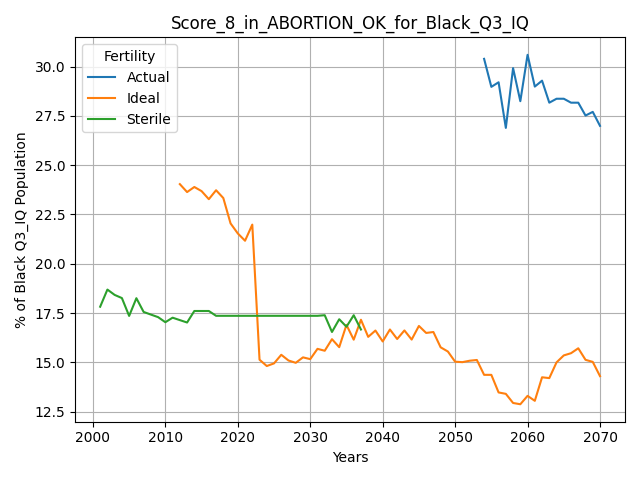 Score_8_in_ABORTION_OK_for_Black_Q3_IQ
Fertility
Actual
Ideal
Sterile
% of Black Q3_IQ Population
30.0
27.5
25.0
22.5
20.0
17.5
15.0
12.5
2000
2010
2020
2030
2040
2050
2060
2070
Years